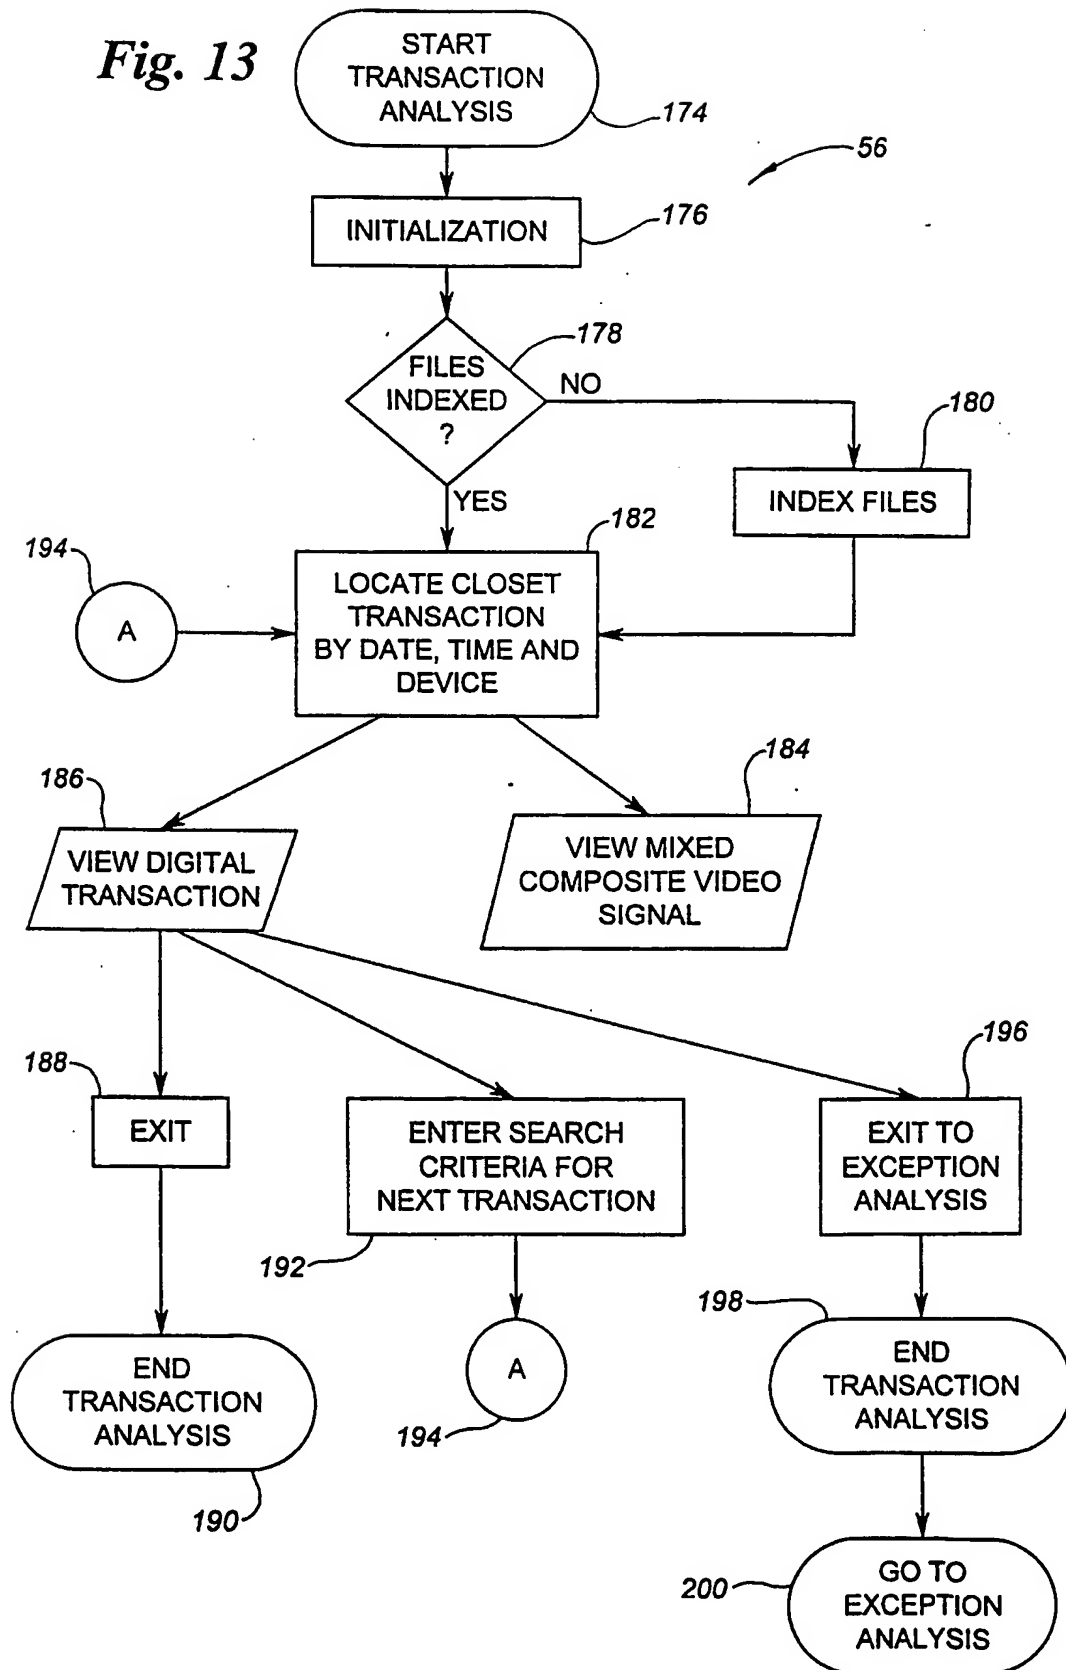 Fig. 13
START
TRANSACTION
ANALYSIS
174
56
INITIALIZATION
176
FILES
INDEXED
?
178
NO
180
INDEX FILES
YES
182
194
A
LOCATE CLOSET
TRANSACTION
BY DATE, TIME AND
DEVICE
186
184
VIEW DIGITAL
TRANSACTION
VIEW MIXED
COMPOSITE VIDEO
SIGNAL
188
196
EXIT
ENTER SEARCH
CRITERIA FOR
NEXT TRANSACTION
EXIT TO
EXCEPTION
ANALYSIS
192
198
END
TRANSACTION
ANALYSIS
A
END
TRANSACTION
ANALYSIS
194
190
200
GO TO
EXCEPTION
ANALYSIS